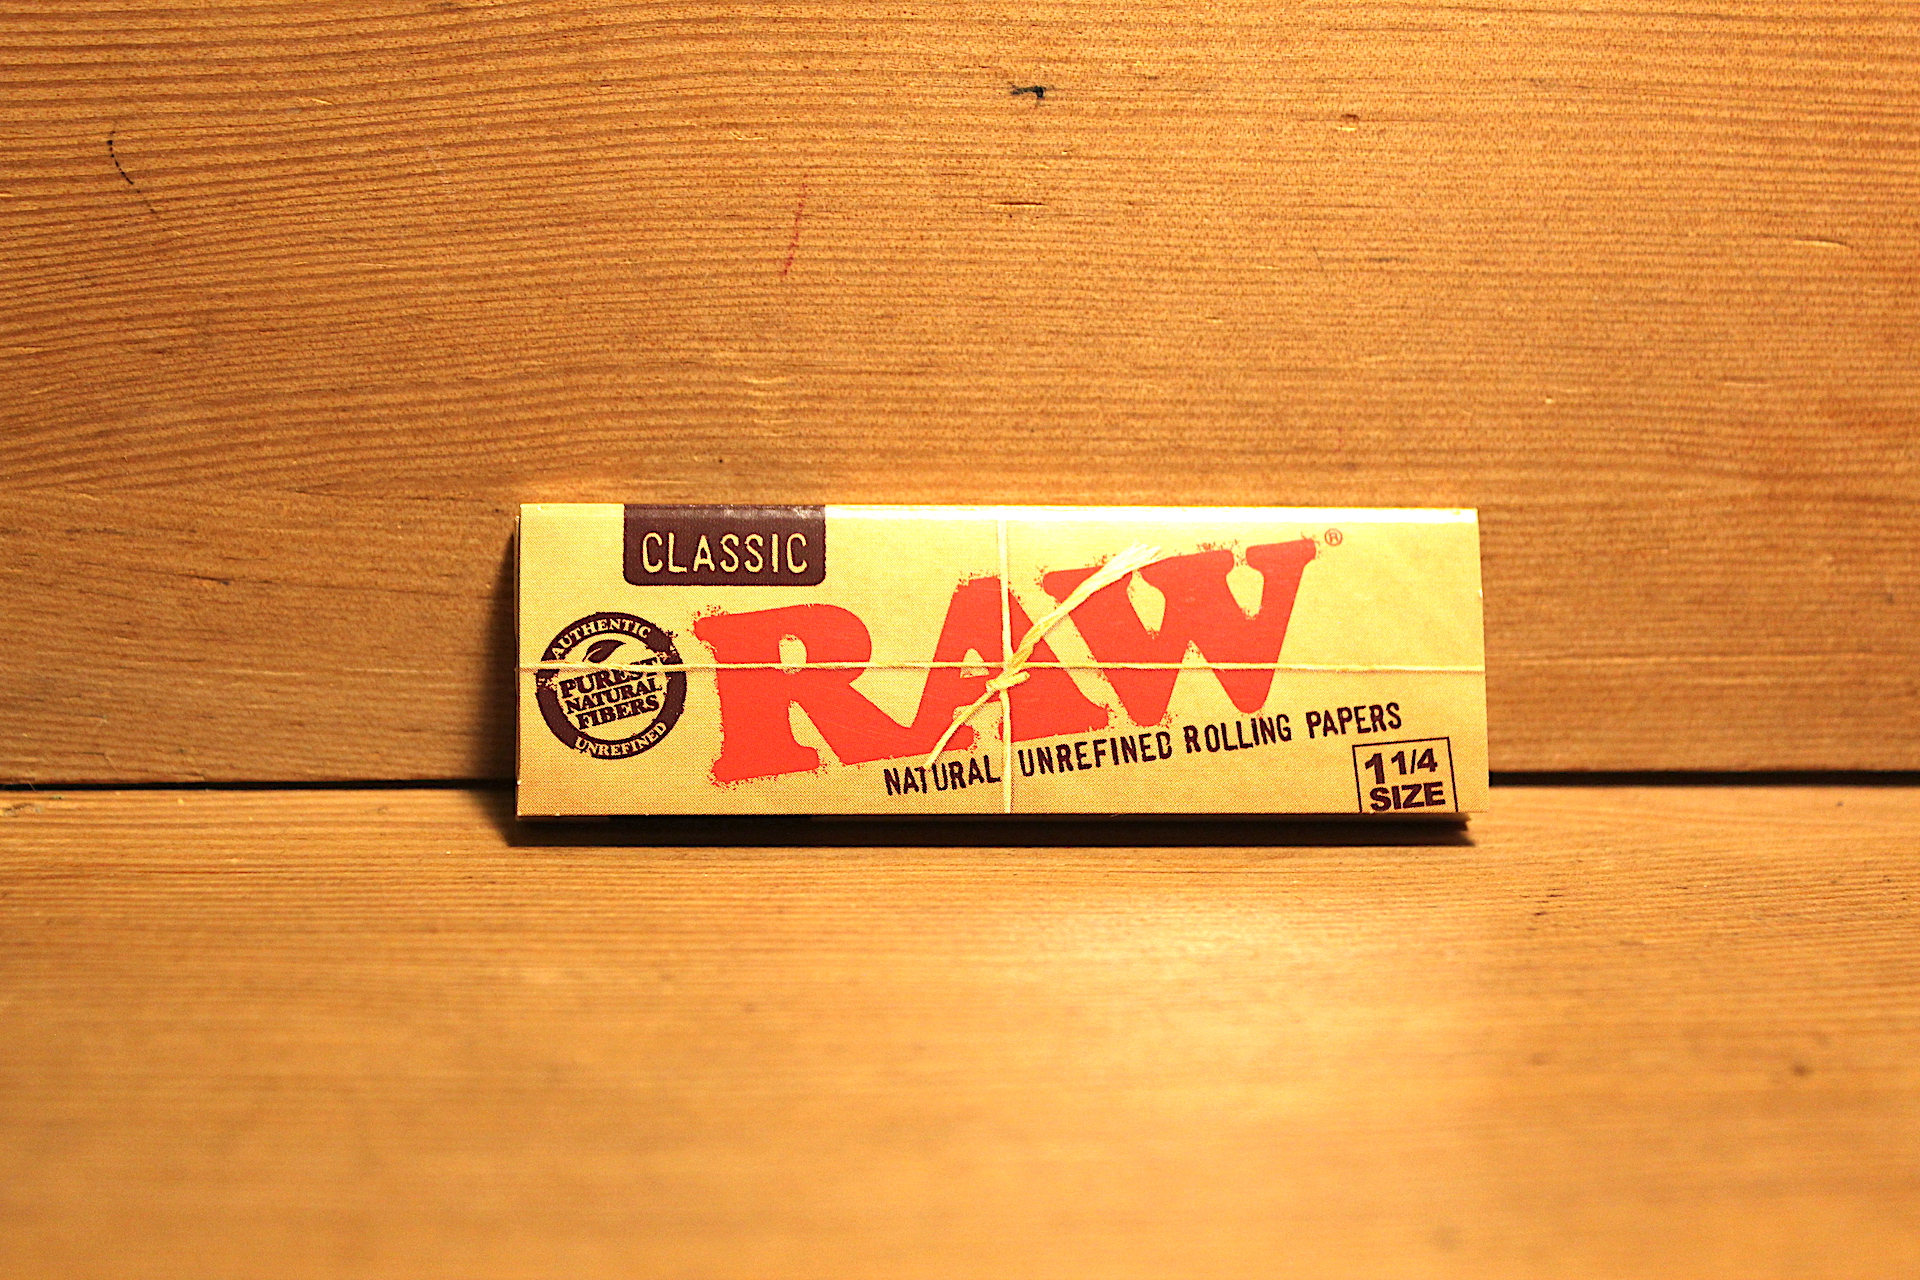 CLASSIC
RAW®
AUTHENTIC
PUREST
NATURAL
FIBERS
UNREFINED
NATURAL UNREFINED ROLLING PAPERS
1 1/4
SIZE